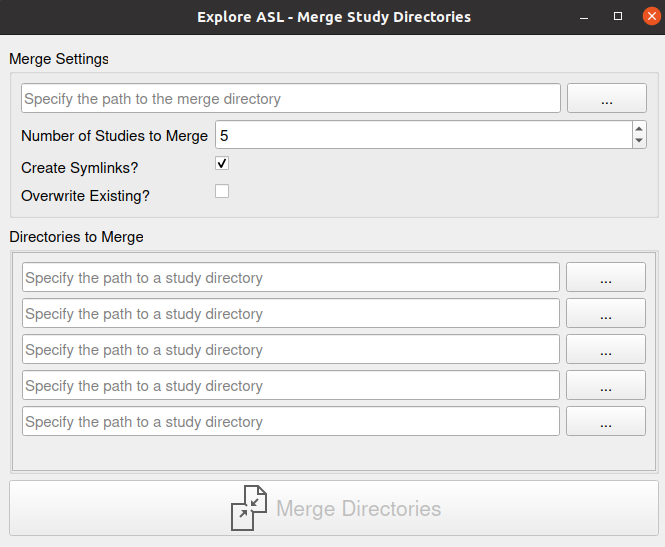 Explore ASL - Merge Study Directories
Merge Settings
Specify the path to the merge directory
...
Number of Studies to Merge
5
Create Symlinks?
Overwrite Existing?
Directories to Merge
Specify the path to a study directory
...
Specify the path to a study directory
...
Specify the path to a study directory
...
Specify the path to a study directory
...
Specify the path to a study directory
...
Merge Directories